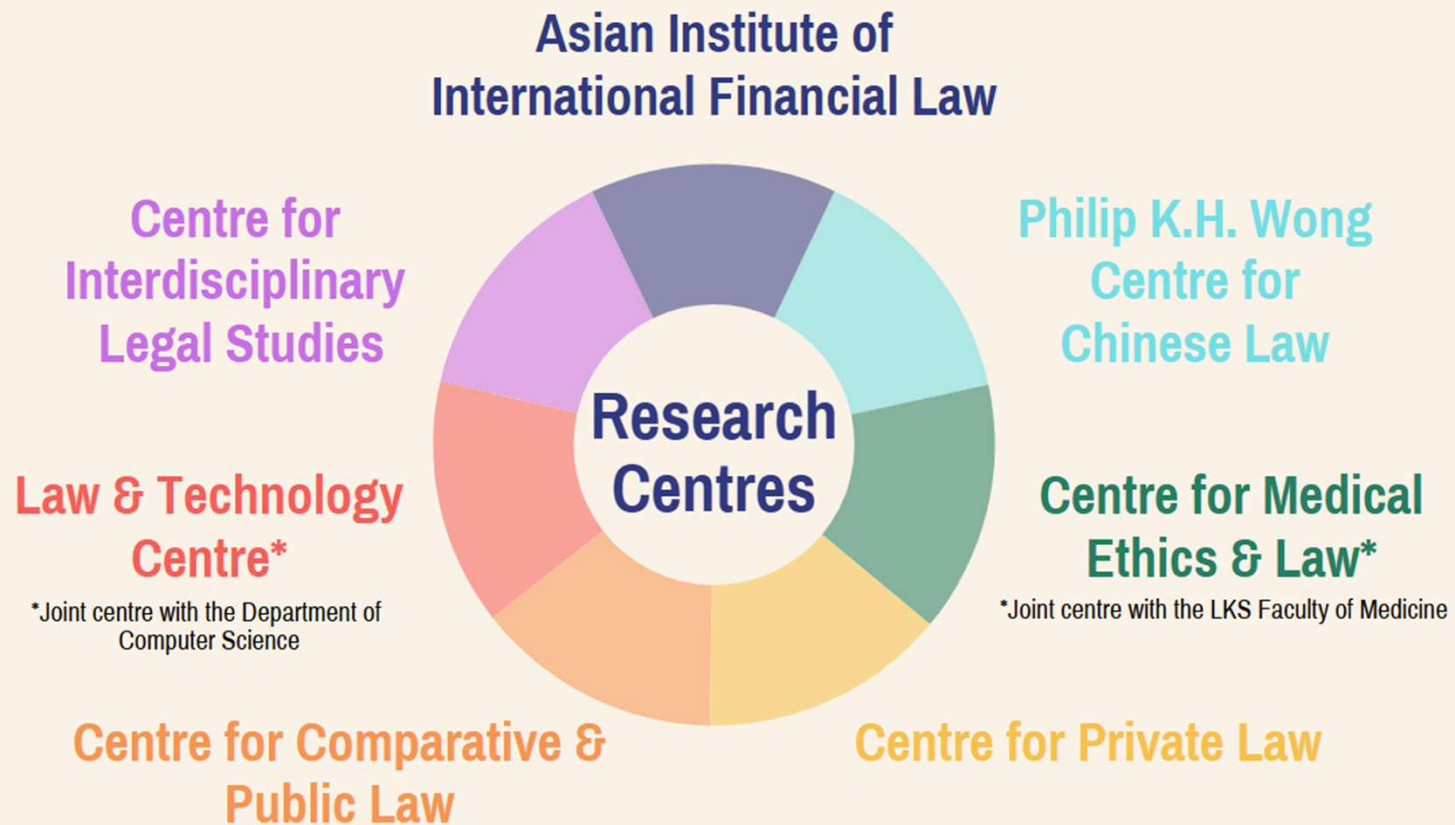 Asian Institute of
International Financial Law
Centre for
Interdisciplinary
Legal Studies
Philip K.H. Wong
Centre for
Chinese Law
Research
Centres
Law & Technology
Centre*
*Joint centre with the Department of
Computer Science
Centre for Medical
Ethics & Law*
*Joint centre with the LKS Faculty of Medicine
Centre for Comparative &
Public Law
Centre for Private Law